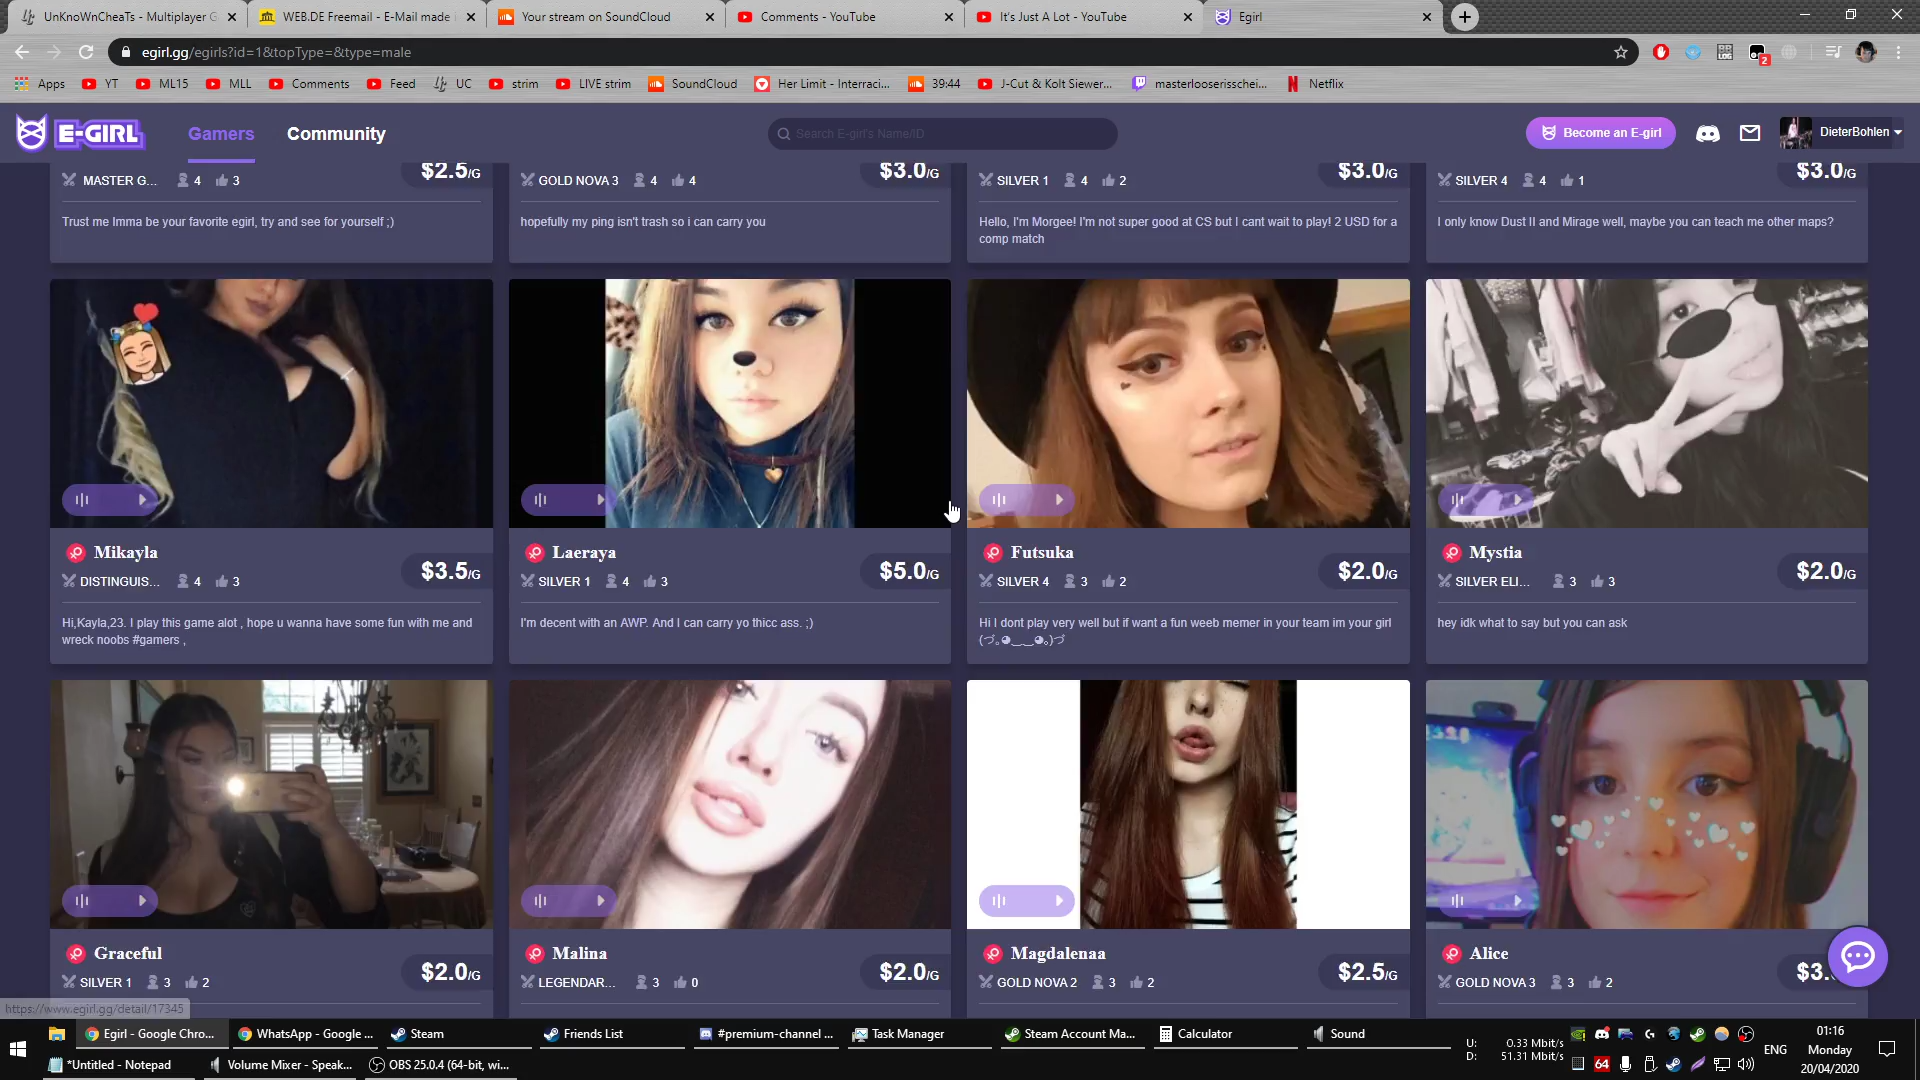 UnKnoWnCheaTs - Multiplayer G
WEB.DE Freemail - E-Mail made
Your stream on SoundCloud
Comments - YouTube
It's Just A Lot - YouTube
Egirl
egirl.gg/egirls?id=1&topType=&type=male
2
Apps
YT
ML15
MLL
Comments
Feed
UC
strim
LIVE strim
SoundCloud
Her Limit - Interraci...
39:44
J-Cut & Kolt Siewer...
masterlooserisschei...
Netflix
E-GIRL
Gamers
Community
Search E-girl's Name/ID
Become an E-girl
DieterBohlen
MASTER G... 4 3
$2.5/G
GOLD NOVA 3 4 4
$3.0/G
SILVER 1 4 2
$3.0/G
SILVER 4 4 1
$3.0/G
Trust me Imma be your favorite egirl, try and see for yourself ;)
hopefully my ping isn't trash so i can carry you
Hello, I'm Morgee! I'm not super good at CS but I cant wait to play! 2 USD for a
comp match
I only know Dust II and Mirage well, maybe you can teach me other maps?
Mikayla
DISTINGUIS... 4 3
$3.5/G
Hi,Kayla,23. I play this game alot , hope u wanna have some fun with me and
wreck noobs #gamers ,
Laeraya
SILVER 1 4 3
$5.0/G
I'm decent with an AWP. And I can carry yo thicc ass. ;)
Futsuka
SILVER 4 3 2
$2.0/G
Hi I dont play very well but if want a fun weeb memer in your team im your girl
(づ｡◕‿‿◕｡)づ
Mystia
SILVER ELI... 3 3
$2.0/G
hey idk what to say but you can ask
Graceful
SILVER 1 3 2
$2.0/G
Malina
LEGENDAR... 3 0
$2.0/G
Magdalenaa
GOLD NOVA 2 3 2
$2.5/G
Alice
GOLD NOVA 3 3 2
$3.
https://www.egirl.gg/detail/17345
Egirl - Google Chro...
WhatsApp - Google ...
Steam
Friends List
#premium-channel ...
Task Manager
Steam Account Ma...
Calculator
Sound
*Untitled - Notepad
Volume Mixer - Speak...
OBS 25.0.4 (64-bit, wi...
U: 0.33 Mbit/s
D: 51.31 Mbit/s
64
ENG
01:16
Monday
20/04/2020